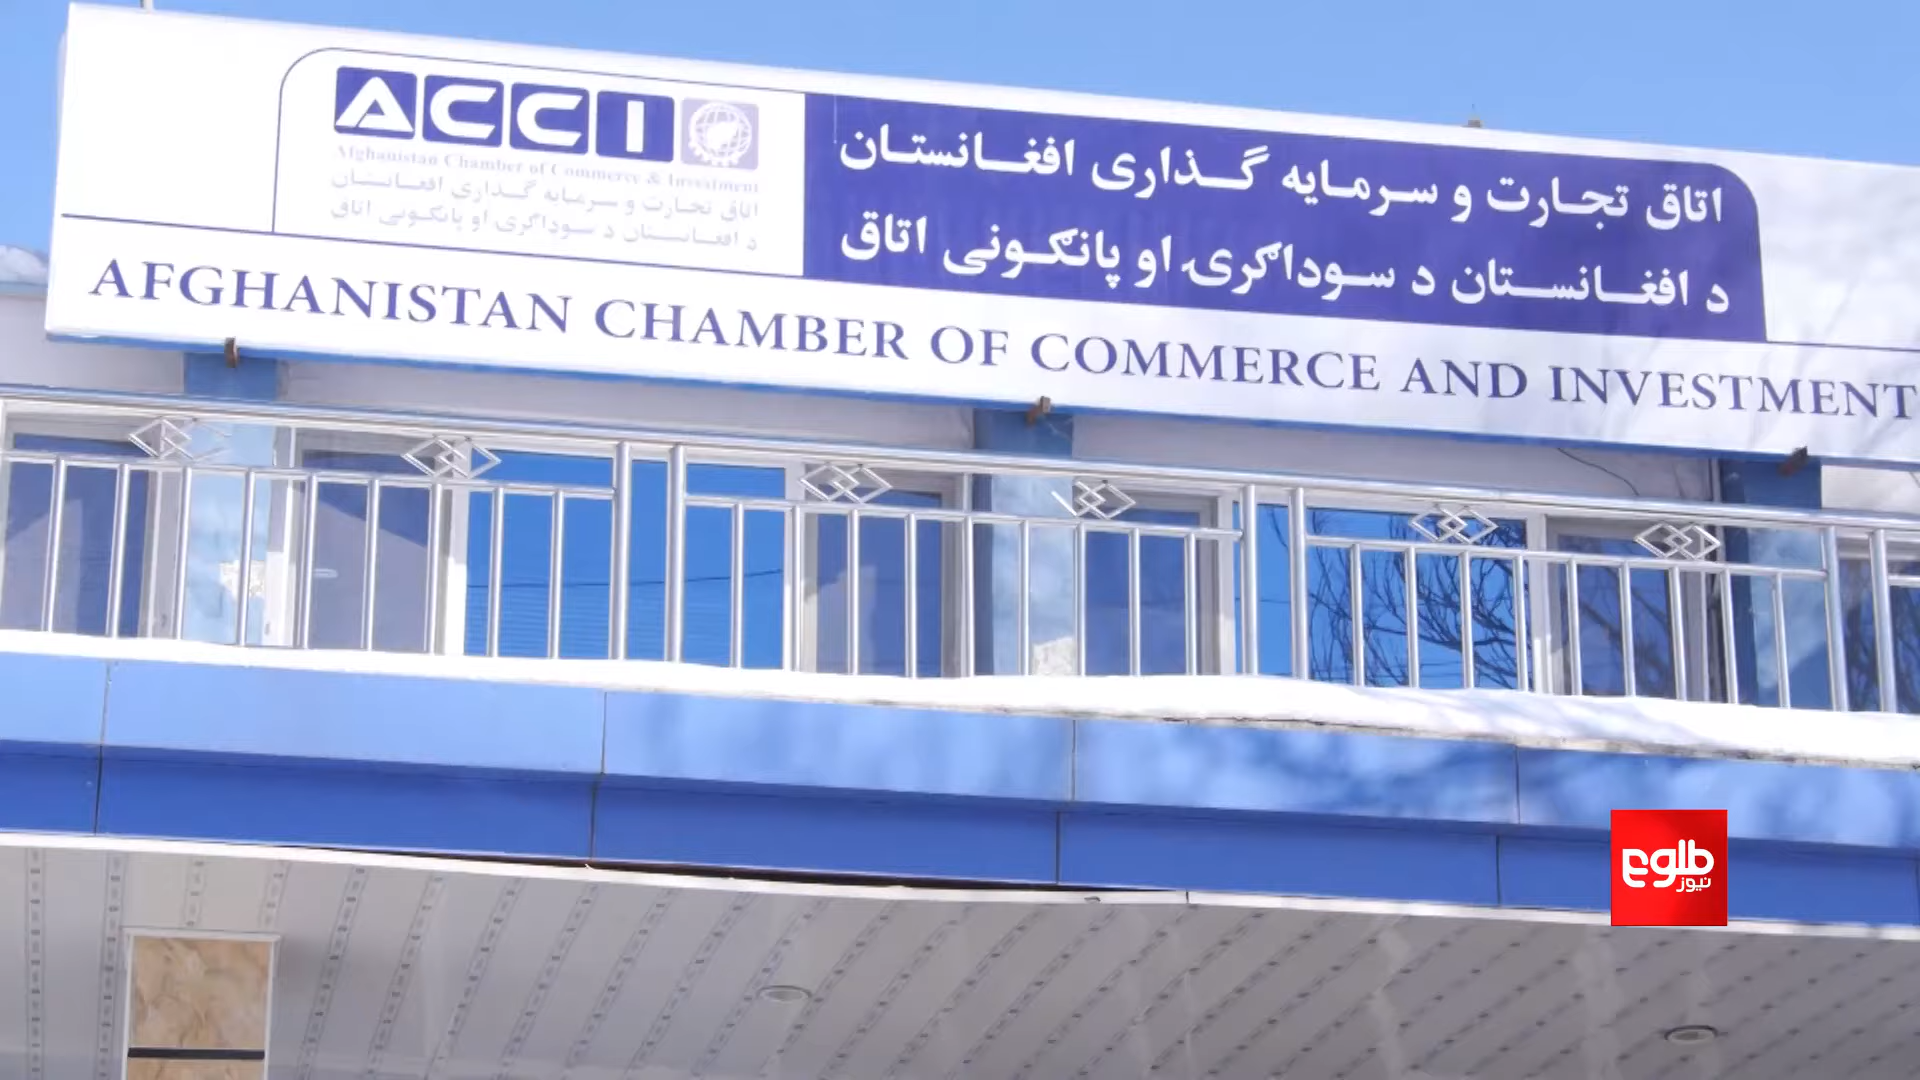 ACCI
Afghanistan Chamber of Commerce & Investment
اتاق تجارت و سرمایه گذاری افغانستان
د افغانستان د سوداګرۍ او پانګونې اتاق
اتاق تجارت و سرمایه گذاری افغانستان
د افغانستان د سوداګرۍ او پانګونې اتاق
AFGHANISTAN CHAMBER OF COMMERCE AND INVESTMENT
طلوع
نیوز